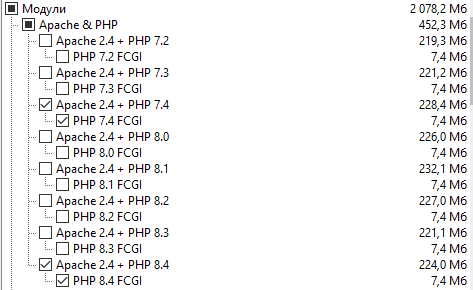 Модули 2 078,2 Мб
Apache & PHP 452,3 Мб
Apache 2.4 + PHP 7.2 219,3 Мб
PHP 7.2 FCGI 7,4 Мб
Apache 2.4 + PHP 7.3 221,2 Мб
PHP 7.3 FCGI 7,4 Мб
Apache 2.4 + PHP 7.4 228,4 Мб
PHP 7.4 FCGI 7,4 Мб
Apache 2.4 + PHP 8.0 226,0 Мб
PHP 8.0 FCGI 7,4 Мб
Apache 2.4 + PHP 8.1 232,1 Мб
PHP 8.1 FCGI 7,4 Мб
Apache 2.4 + PHP 8.2 227,0 Мб
PHP 8.2 FCGI 7,4 Мб
Apache 2.4 + PHP 8.3 221,1 Мб
PHP 8.3 FCGI 7,4 Мб
Apache 2.4 + PHP 8.4 224,0 Мб
PHP 8.4 FCGI 7,4 Мб